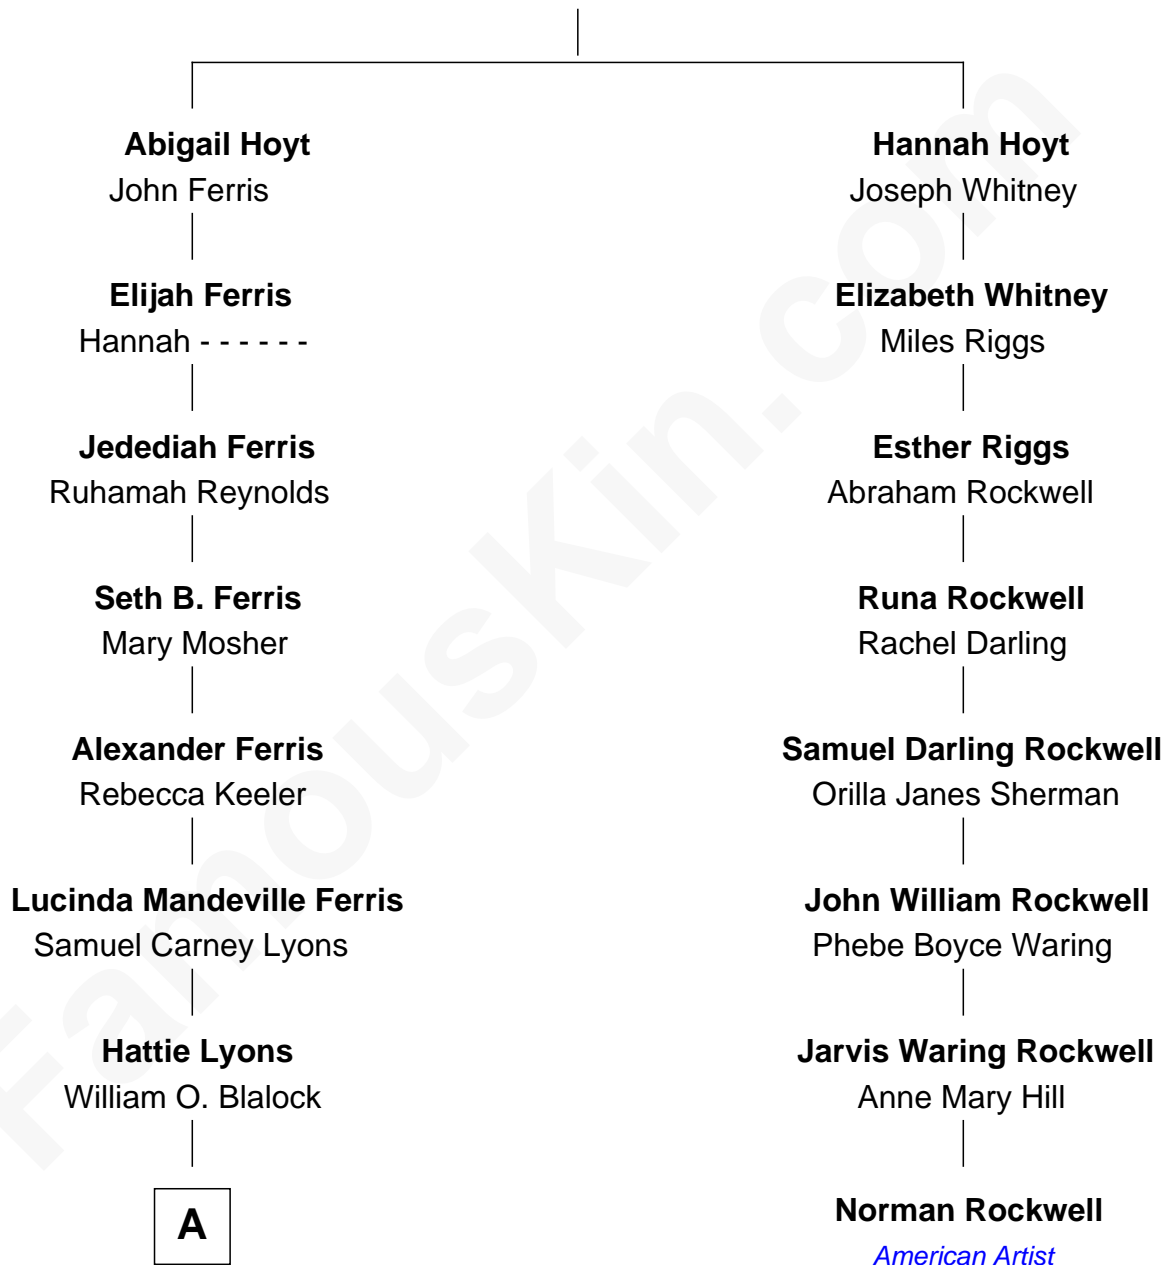 Abigail Hoyt
John Ferris
Elijah Ferris
Hannah - - - - - -
Jedediah Ferris
Ruhamah Reynolds
Seth B. Ferris
Mary Mosher
Alexander Ferris
Rebecca Keeler
Lucinda Mandeville Ferris
Samuel Carney Lyons
Hattie Lyons
William O. Blalock
A
Hannah Hoyt
Joseph Whitney
Elizabeth Whitney
Miles Riggs
Esther Riggs
Abraham Rockwell
Runa Rockwell
Rachel Darling
Samuel Darling Rockwell
Orilla Janes Sherman
John William Rockwell
Phebe Boyce Waring
Jarvis Waring Rockwell
Anne Mary Hill
Norman Rockwell
American Artist
FamousKin.com